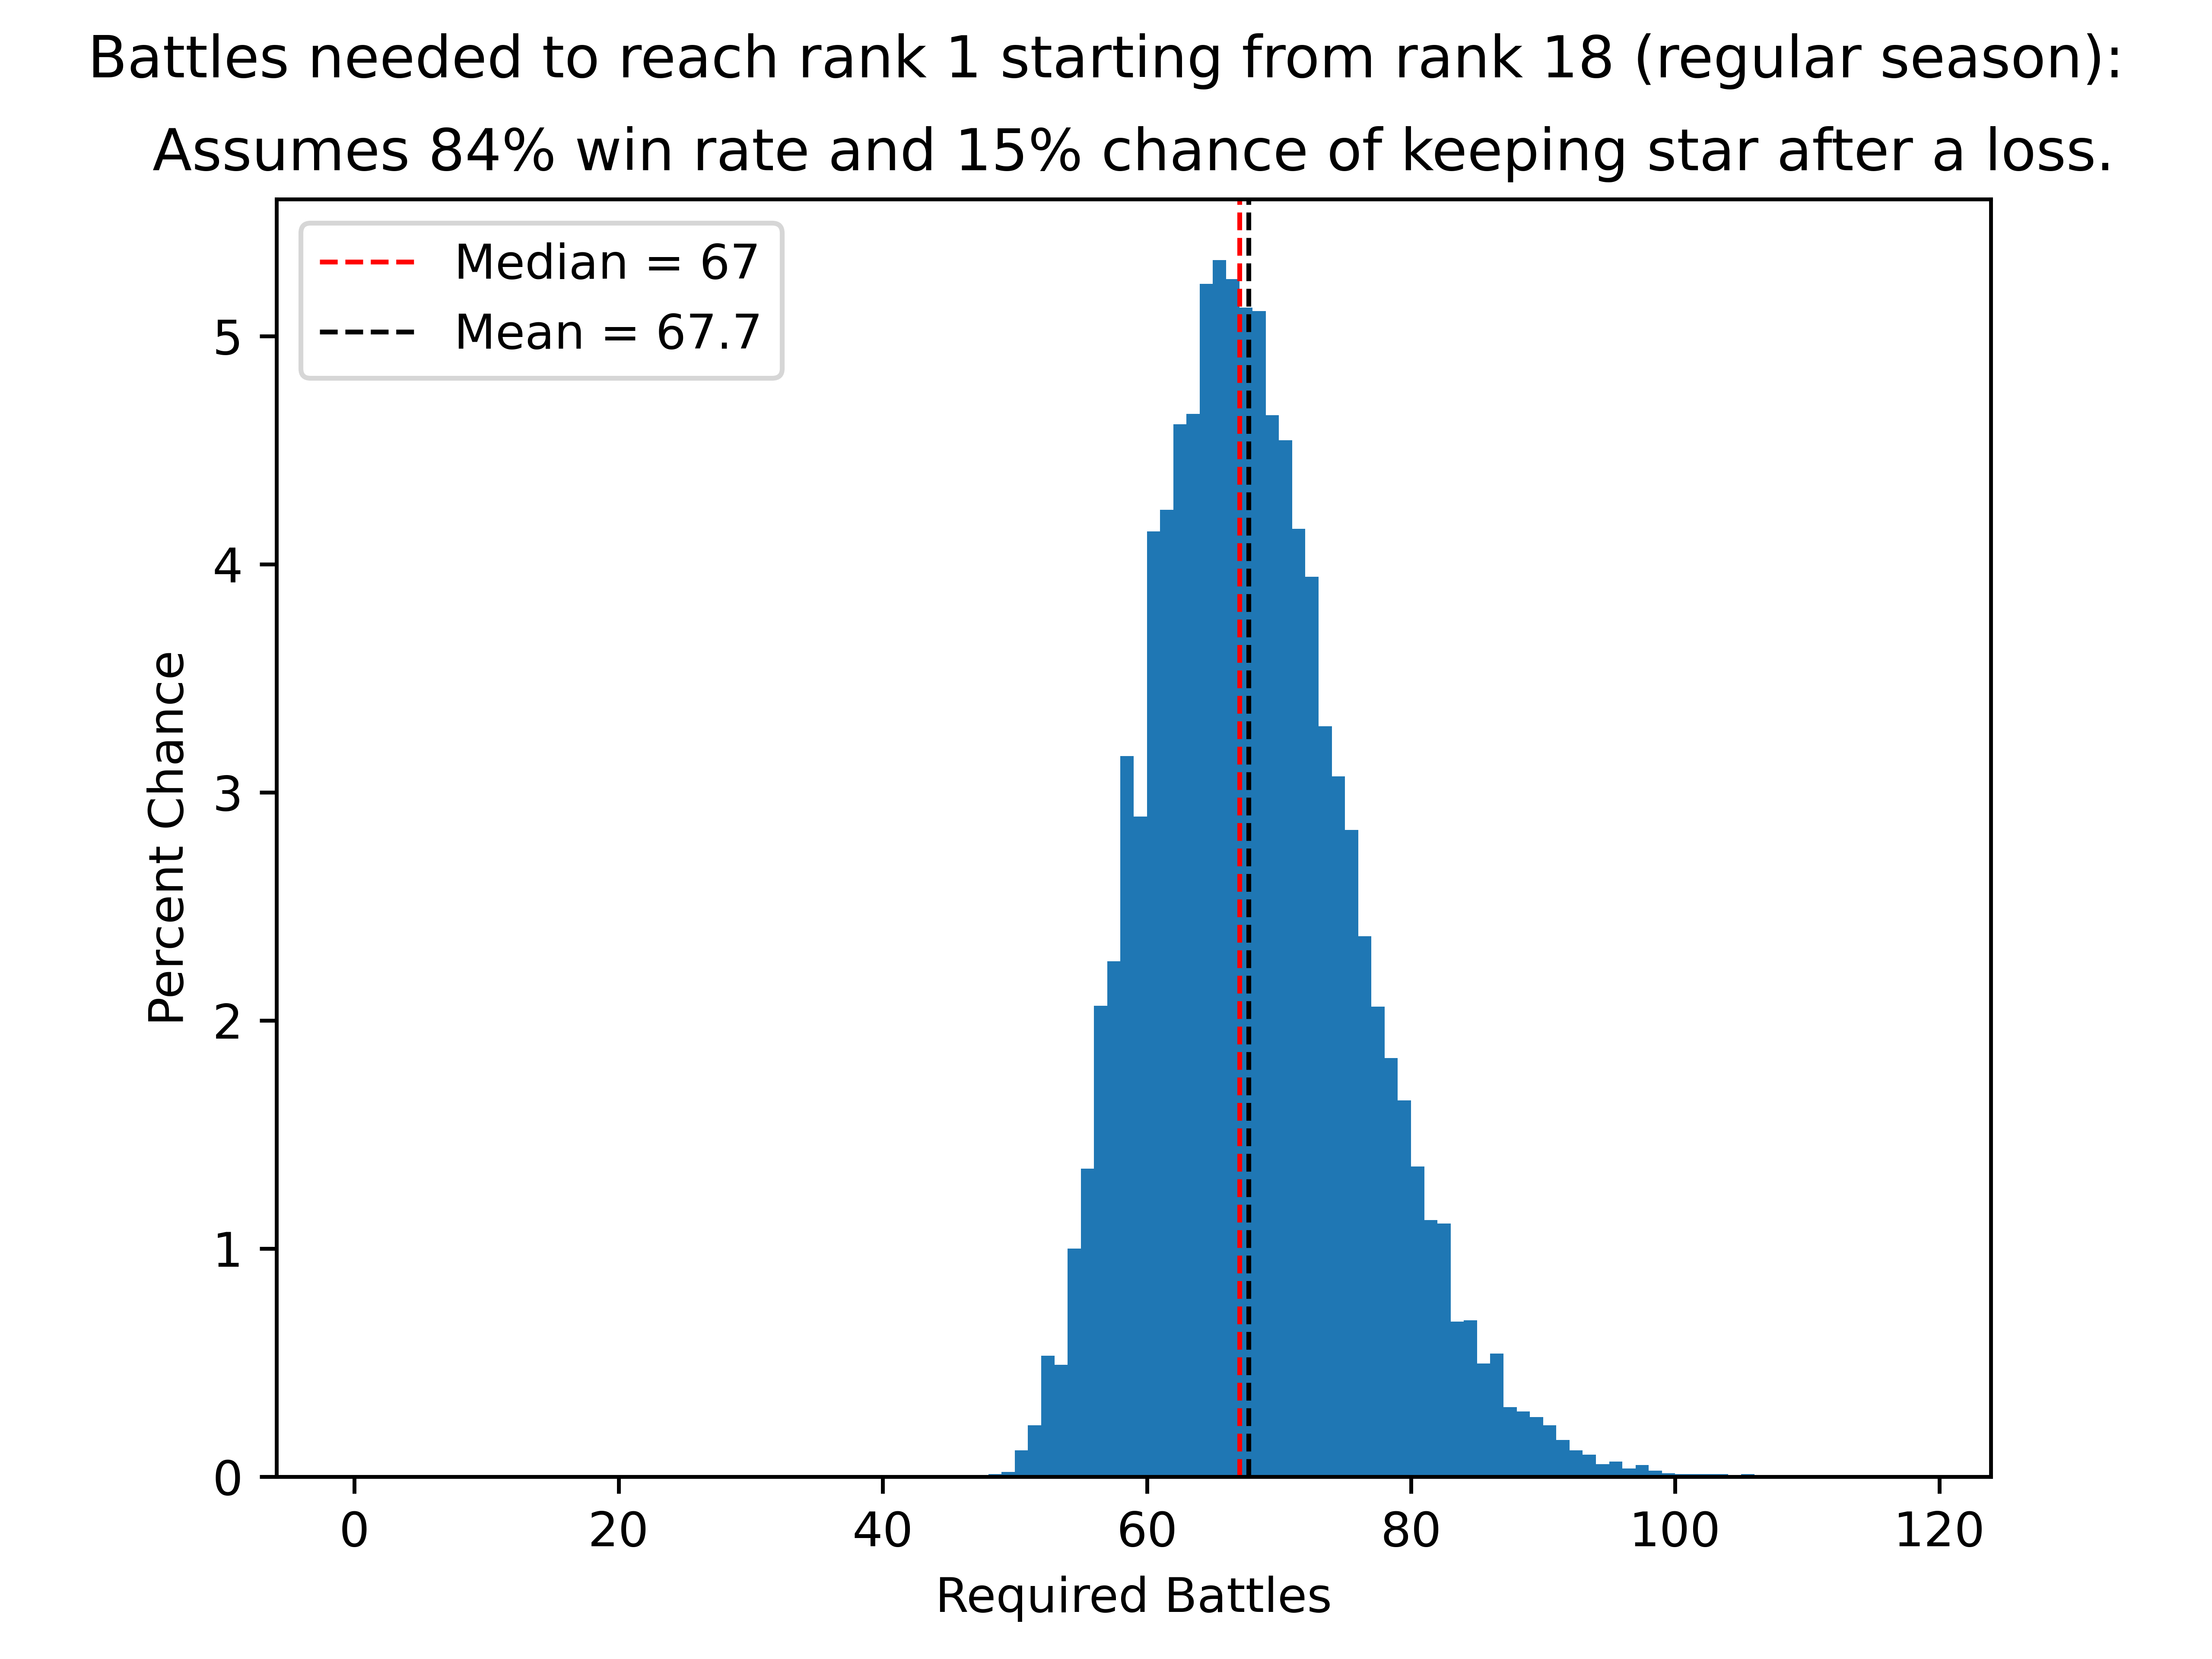 Battles needed to reach rank 1 starting from rank 18 (regular season):
Assumes 84% win rate and 15% chance of keeping star after a loss.
Median = 67
Mean = 67.7
Percent Chance
5
4
3
2
1
0
0 20 40 60 80 100 120
Required Battles